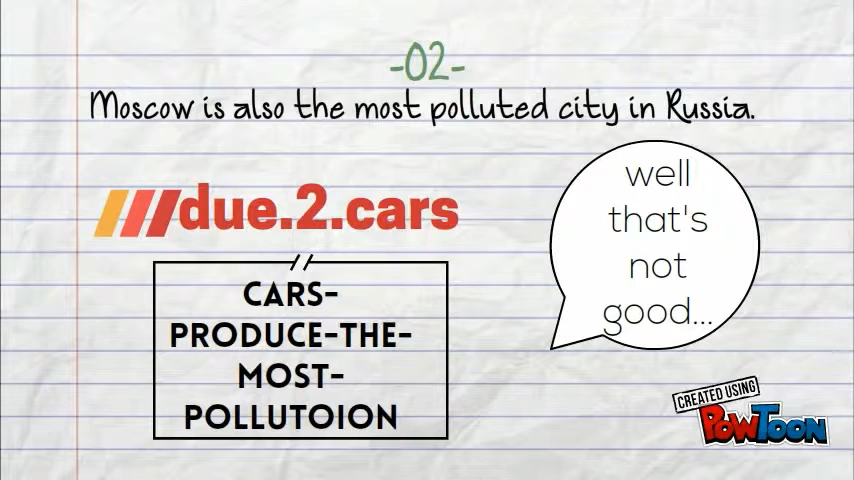 -02-
Moscow is also the most polluted city in Russia.
due.2.cars
CARS-
PRODUCE-THE-
MOST-
POLLUTOION
well
that's
not
good...
CREATED USING
POWTOON